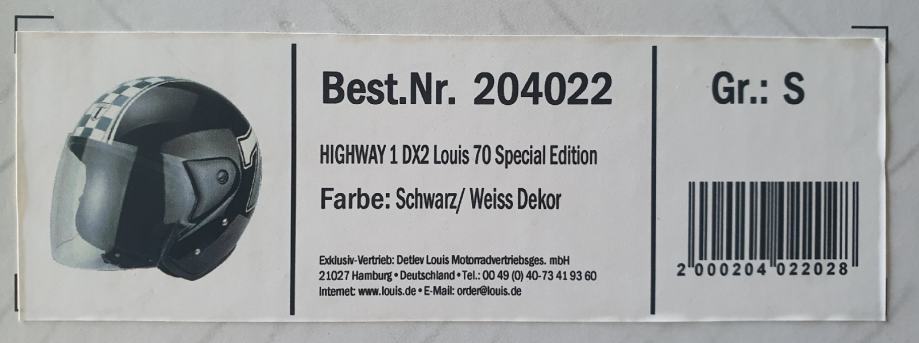 Best.Nr. 204022
HIGHWAY 1 DX2 Louis 70 Special Edition
Farbe: Schwarz/ Weiss Dekor
Exklusiv-Vertrieb: Detlev Louis Motorradvertriebsges. mbH
21027 Hamburg • Deutschland • Tel.: 00 49 (0) 40-73 41 93 60
Internet: www.louis.de • E-Mail: order@louis.de
Gr.: S
2 000204 022028